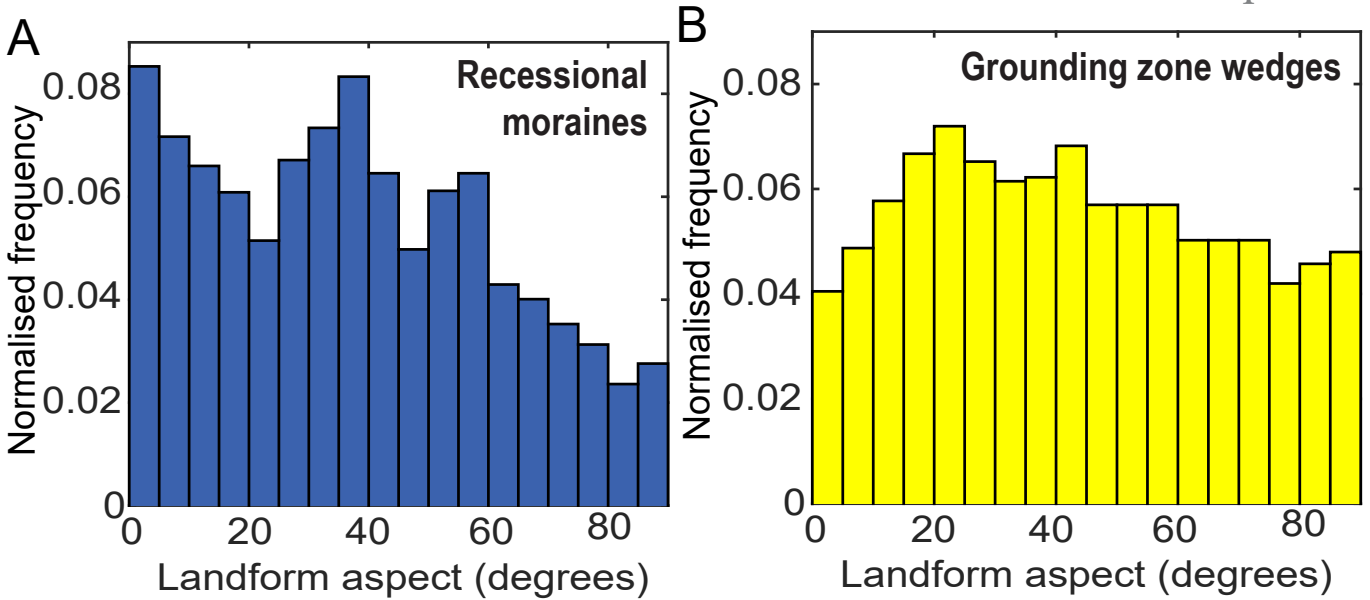 A
Recessional
moraines
Normalised frequency
0.08
0.06
0.04
0.02
0
0 20 40 60 80
Landform aspect (degrees)
B
Grounding zone wedges
Normalised frequency
0.08
0.06
0.04
0.02
0
0 20 40 60 80
Landform aspect (degrees)